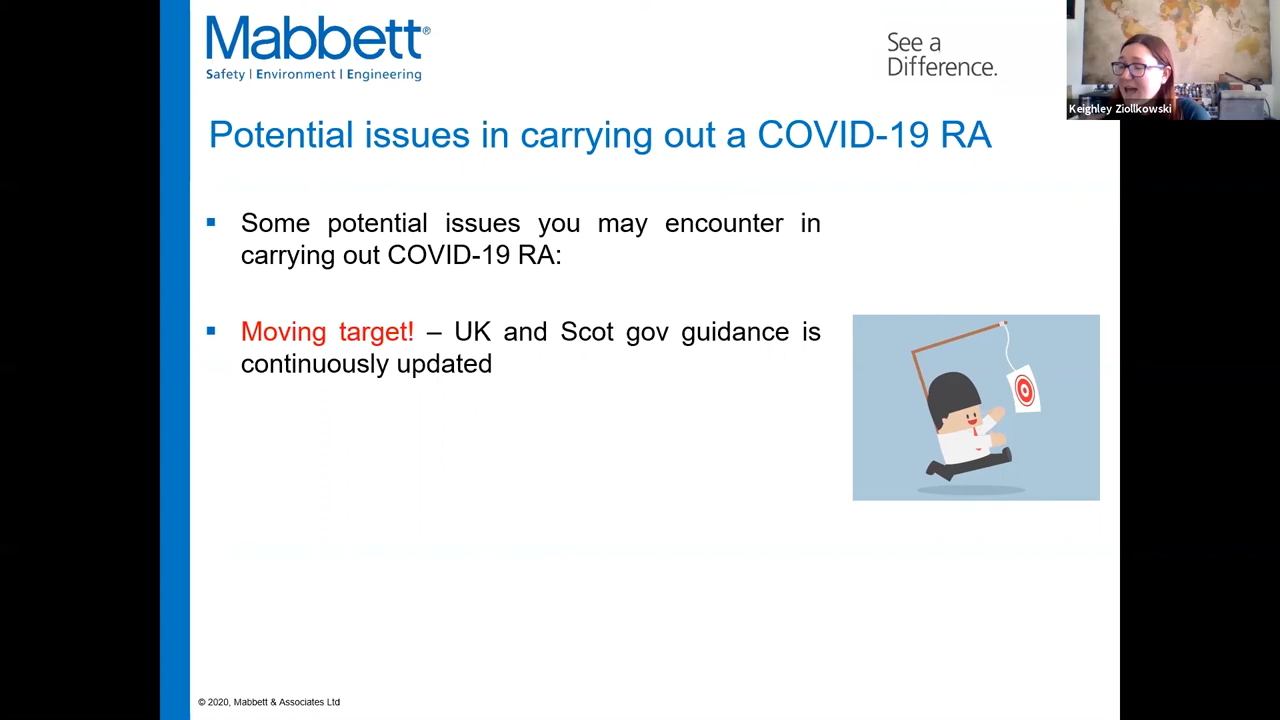 Mabbett®
Safety | Environment | Engineering
See a
Difference.
Keighley Ziollkowski
Potential issues in carrying out a COVID-19 RA
▪ Some potential issues you may encounter in
carrying out COVID-19 RA:
▪ Moving target! – UK and Scot gov guidance is
continuously updated
© 2020, Mabbett & Associates Ltd